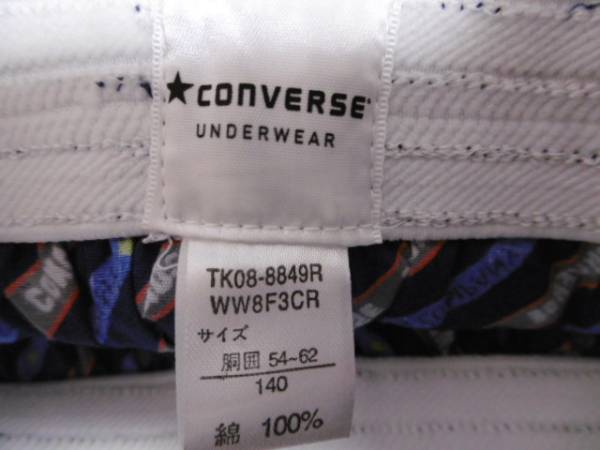 ★CONVERSE
UNDERWEAR
TK08-8849R
WW8F3CR
サイズ
胴囲 54~62
140
綿 100%